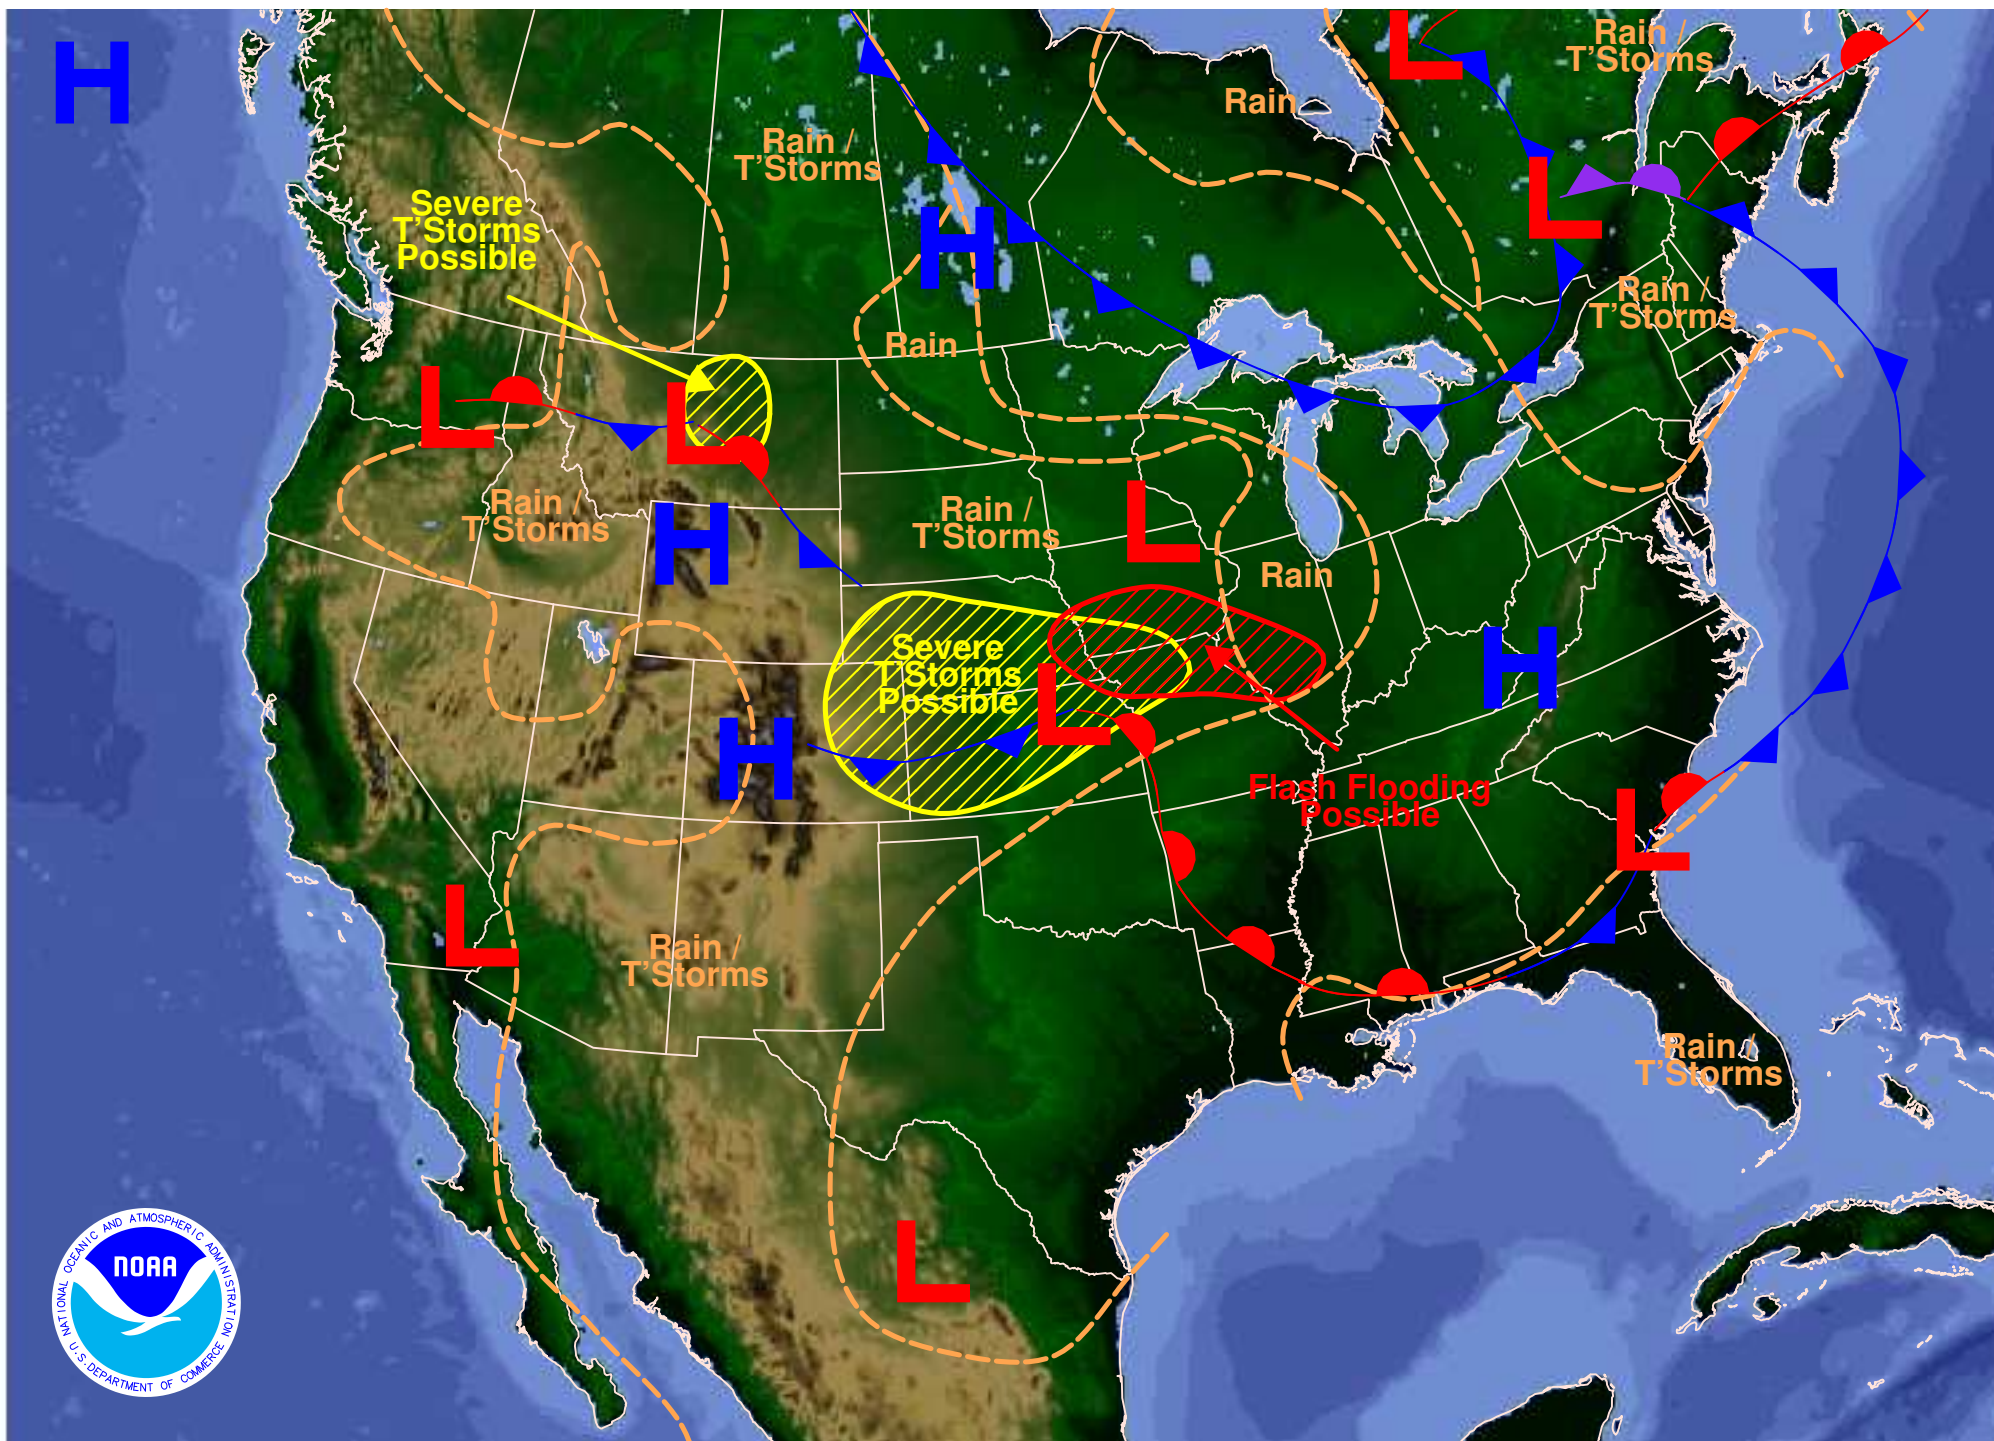 H
L
Rain /
T'Storms
Rain
Rain /
T'Storms
Severe
T'Storms
Possible
L
H
Rain /
T'Storms
Rain
L
L
Rain /
T'Storms
H
Rain /
T'Storms
L
Rain
Severe
T'Storms
Possible
H
L
H
Flash Flooding
Possible
L
L
Rain /
T'Storms
Rain /
T'Storms
L
NATIONAL OCEANIC AND ATMOSPHERIC ADMINISTRATION
NOAA
U.S. DEPARTMENT OF COMMERCE